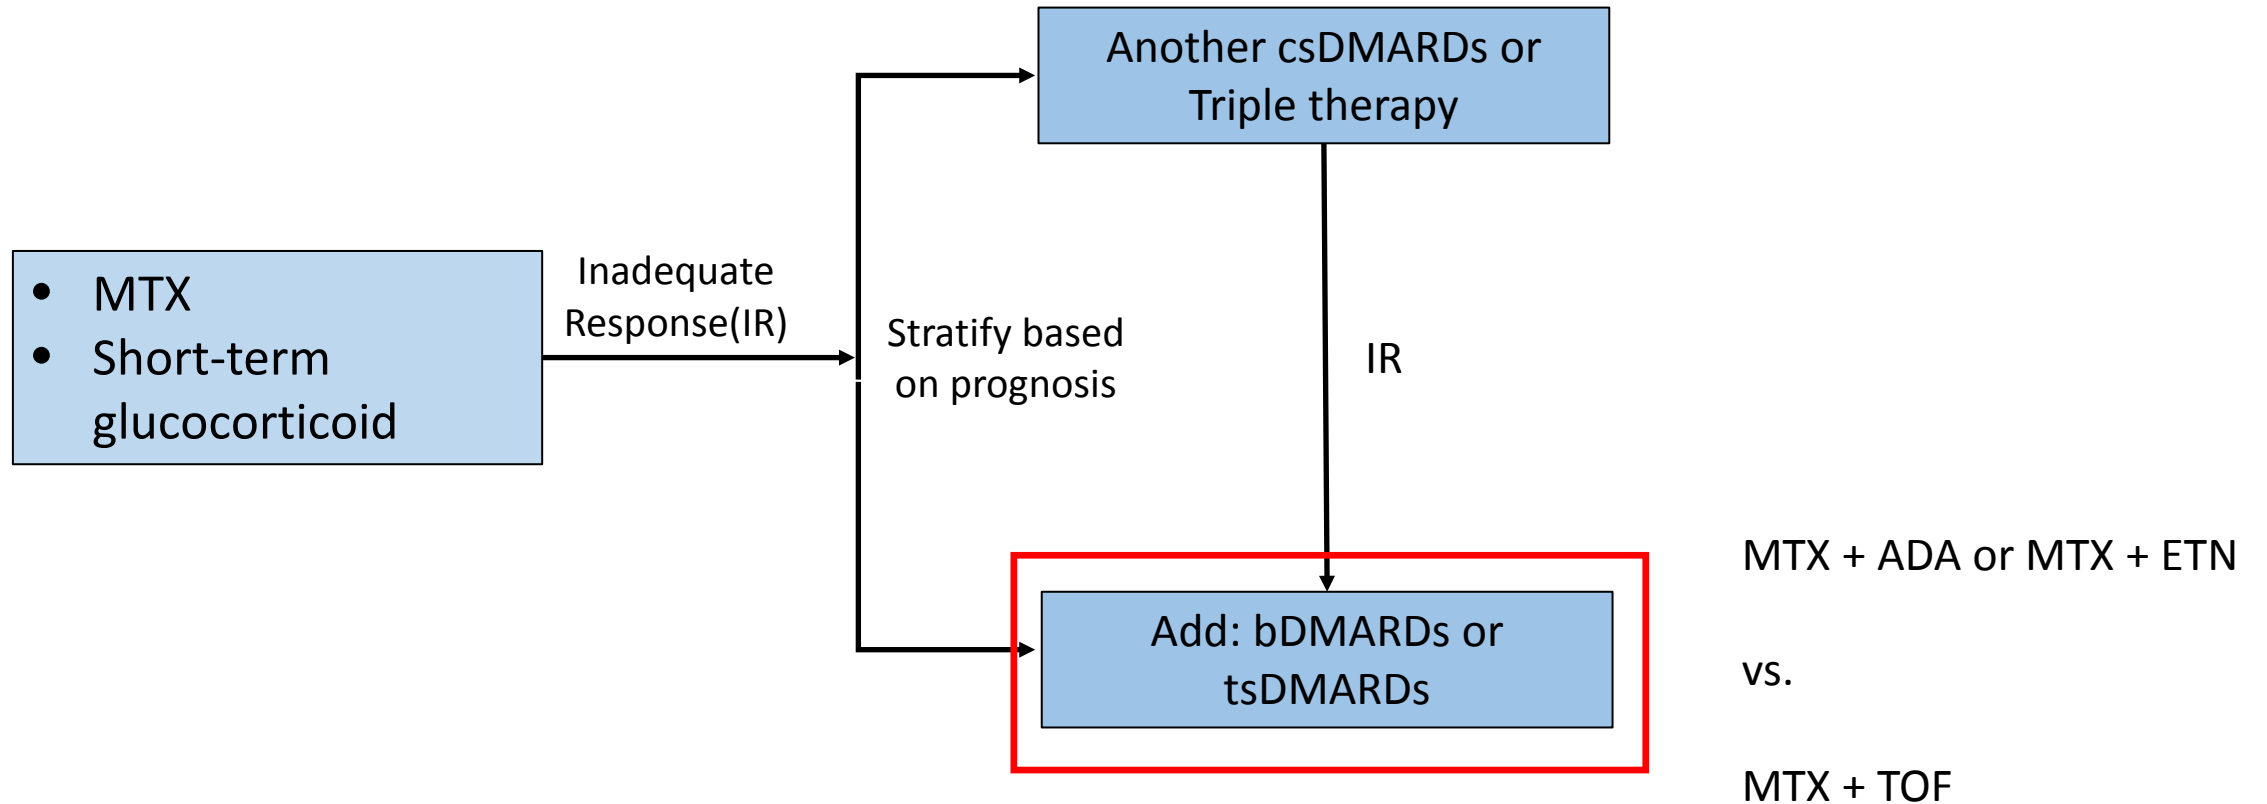 Another csDMARDs or
Triple therapy
• MTX
• Short-term
glucocorticoid
Inadequate
Response(IR)
Stratify based
on prognosis
IR
Add: bDMARDs or
tsDMARDs
MTX + ADA or MTX + ETN
vs.
MTX + TOF